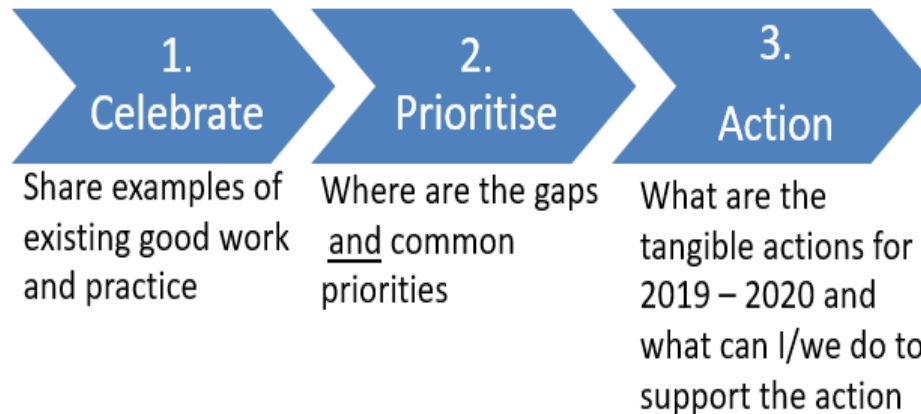 1.
Celebrate
Share examples of
existing good work
and practice
2.
Prioritise
Where are the gaps
and common
priorities
3.
Action
What are the
tangible actions for
2019 – 2020 and
what can I/we do to
support the action